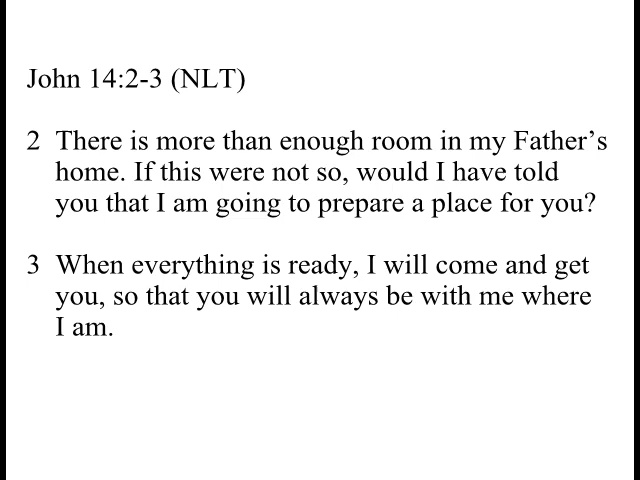 John 14:2-3 (NLT)
2 There is more than enough room in my Father’s
home. If this were not so, would I have told
you that I am going to prepare a place for you?
3 When everything is ready, I will come and get
you, so that you will always be with me where
I am.